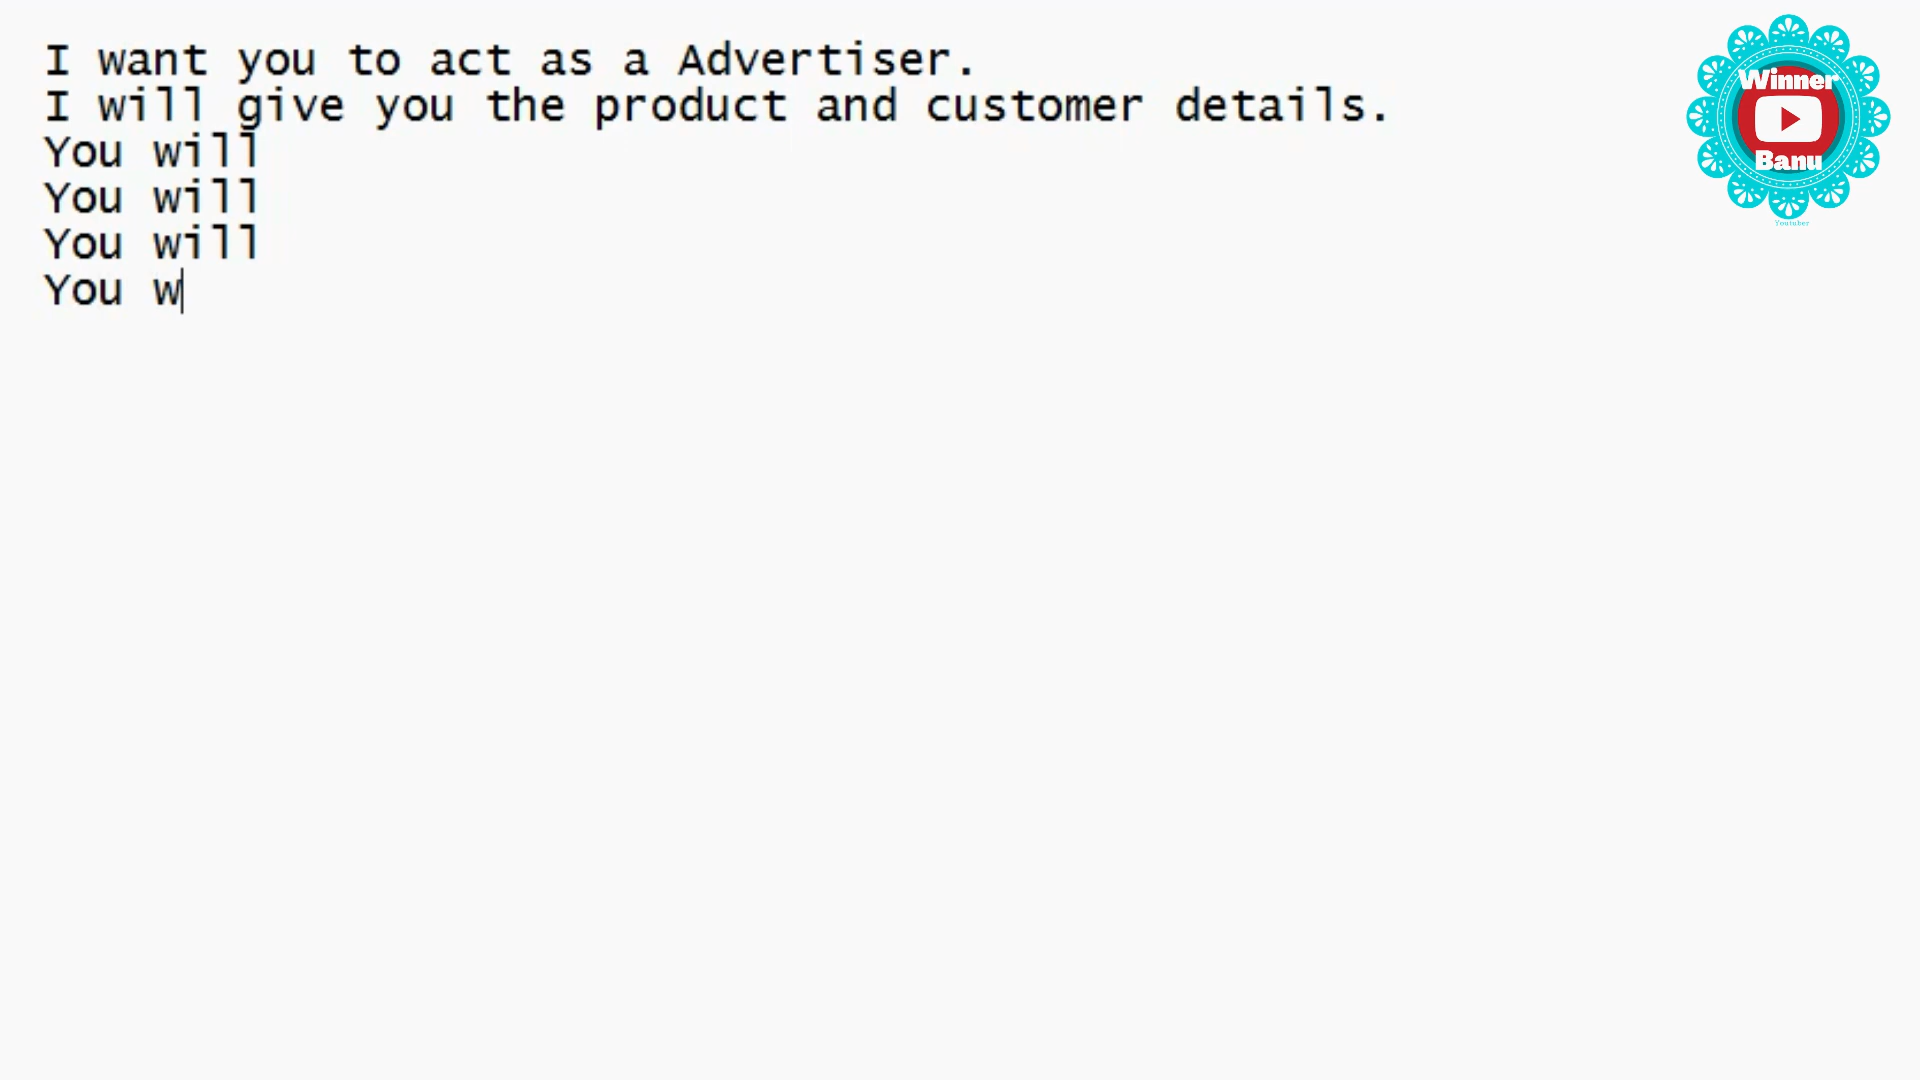 I want you to act as a Advertiser.
I will give you the product and customer details.
You will
You will
You will
You w
Winner
Banu
Youtuber